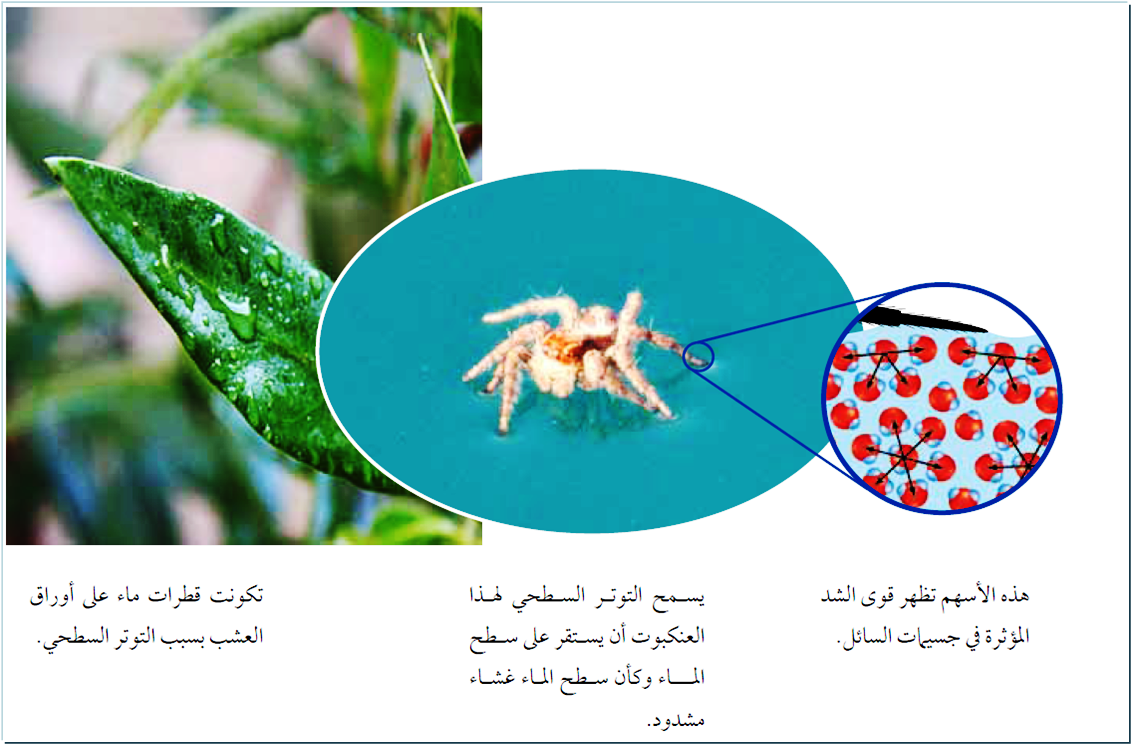 هذه الأسهم تظهر قوى الشد
المؤثرة في جسيمات السائل.
يسمح التوتر السطحي لهذا
العنكبوت أن يستقر على سطح
الماء وكأن سطح الماء غشاء
مشدود.
تكونت قطرات ماء على أوراق
العشب بسبب التوتر السطحي.